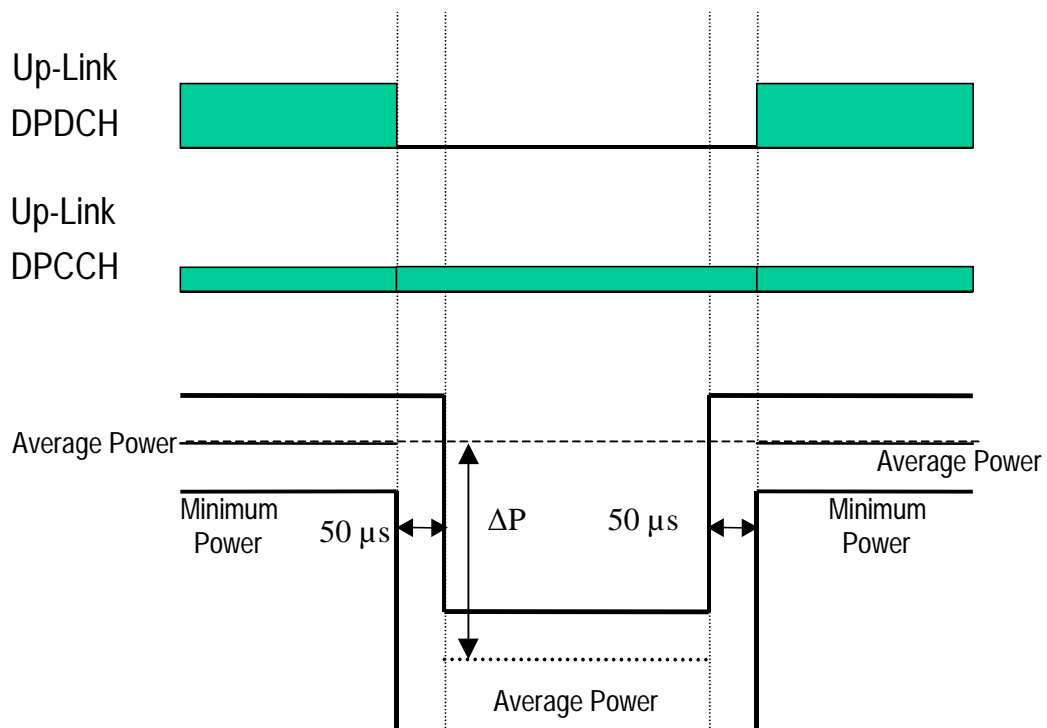 Up-Link
DPDCH
Up-Link
DPCCH
Average Power
Average Power
Minimum
Power
50 µs
ΔP
50 µs
Minimum
Power
Average Power